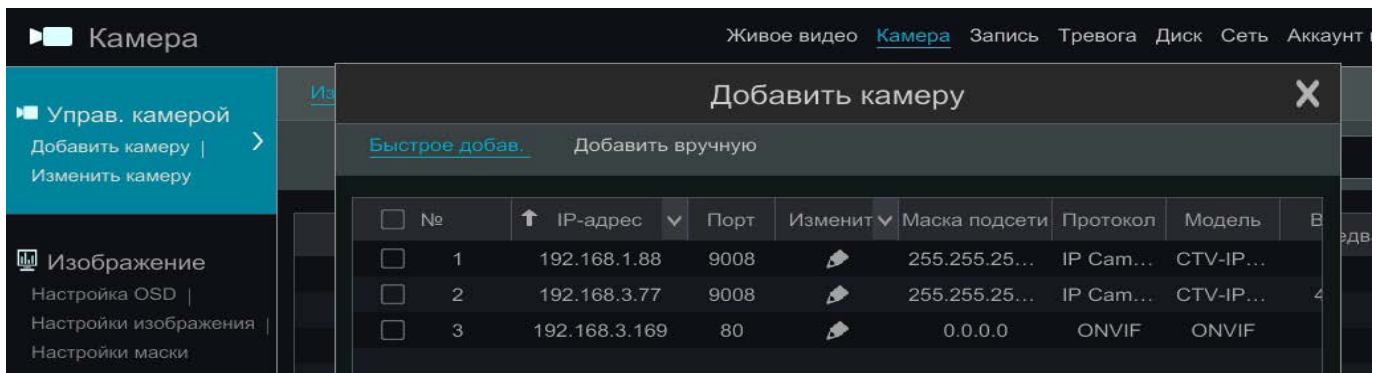 Камера
Живое видео Камера Запись Тревога Диск Сеть Аккаунт
Управ. камерой
Добавить камеру |
Изменить камеру
Изображение
Настройка OSD |
Настройки изображения |
Настройки маски
Добавить камеру X
Быстрое добав. Добавить вручную
№ IP-адрес Порт Изменит Маска подсети Протокол Модель
1 192.168.1.88 9008 255.255.25... IP Cam... CTV-IP...
2 192.168.3.77 9008 255.255.25... IP Cam... CTV-IP...
3 192.168.3.169 80 0.0.0.0 ONVIF ONVIF